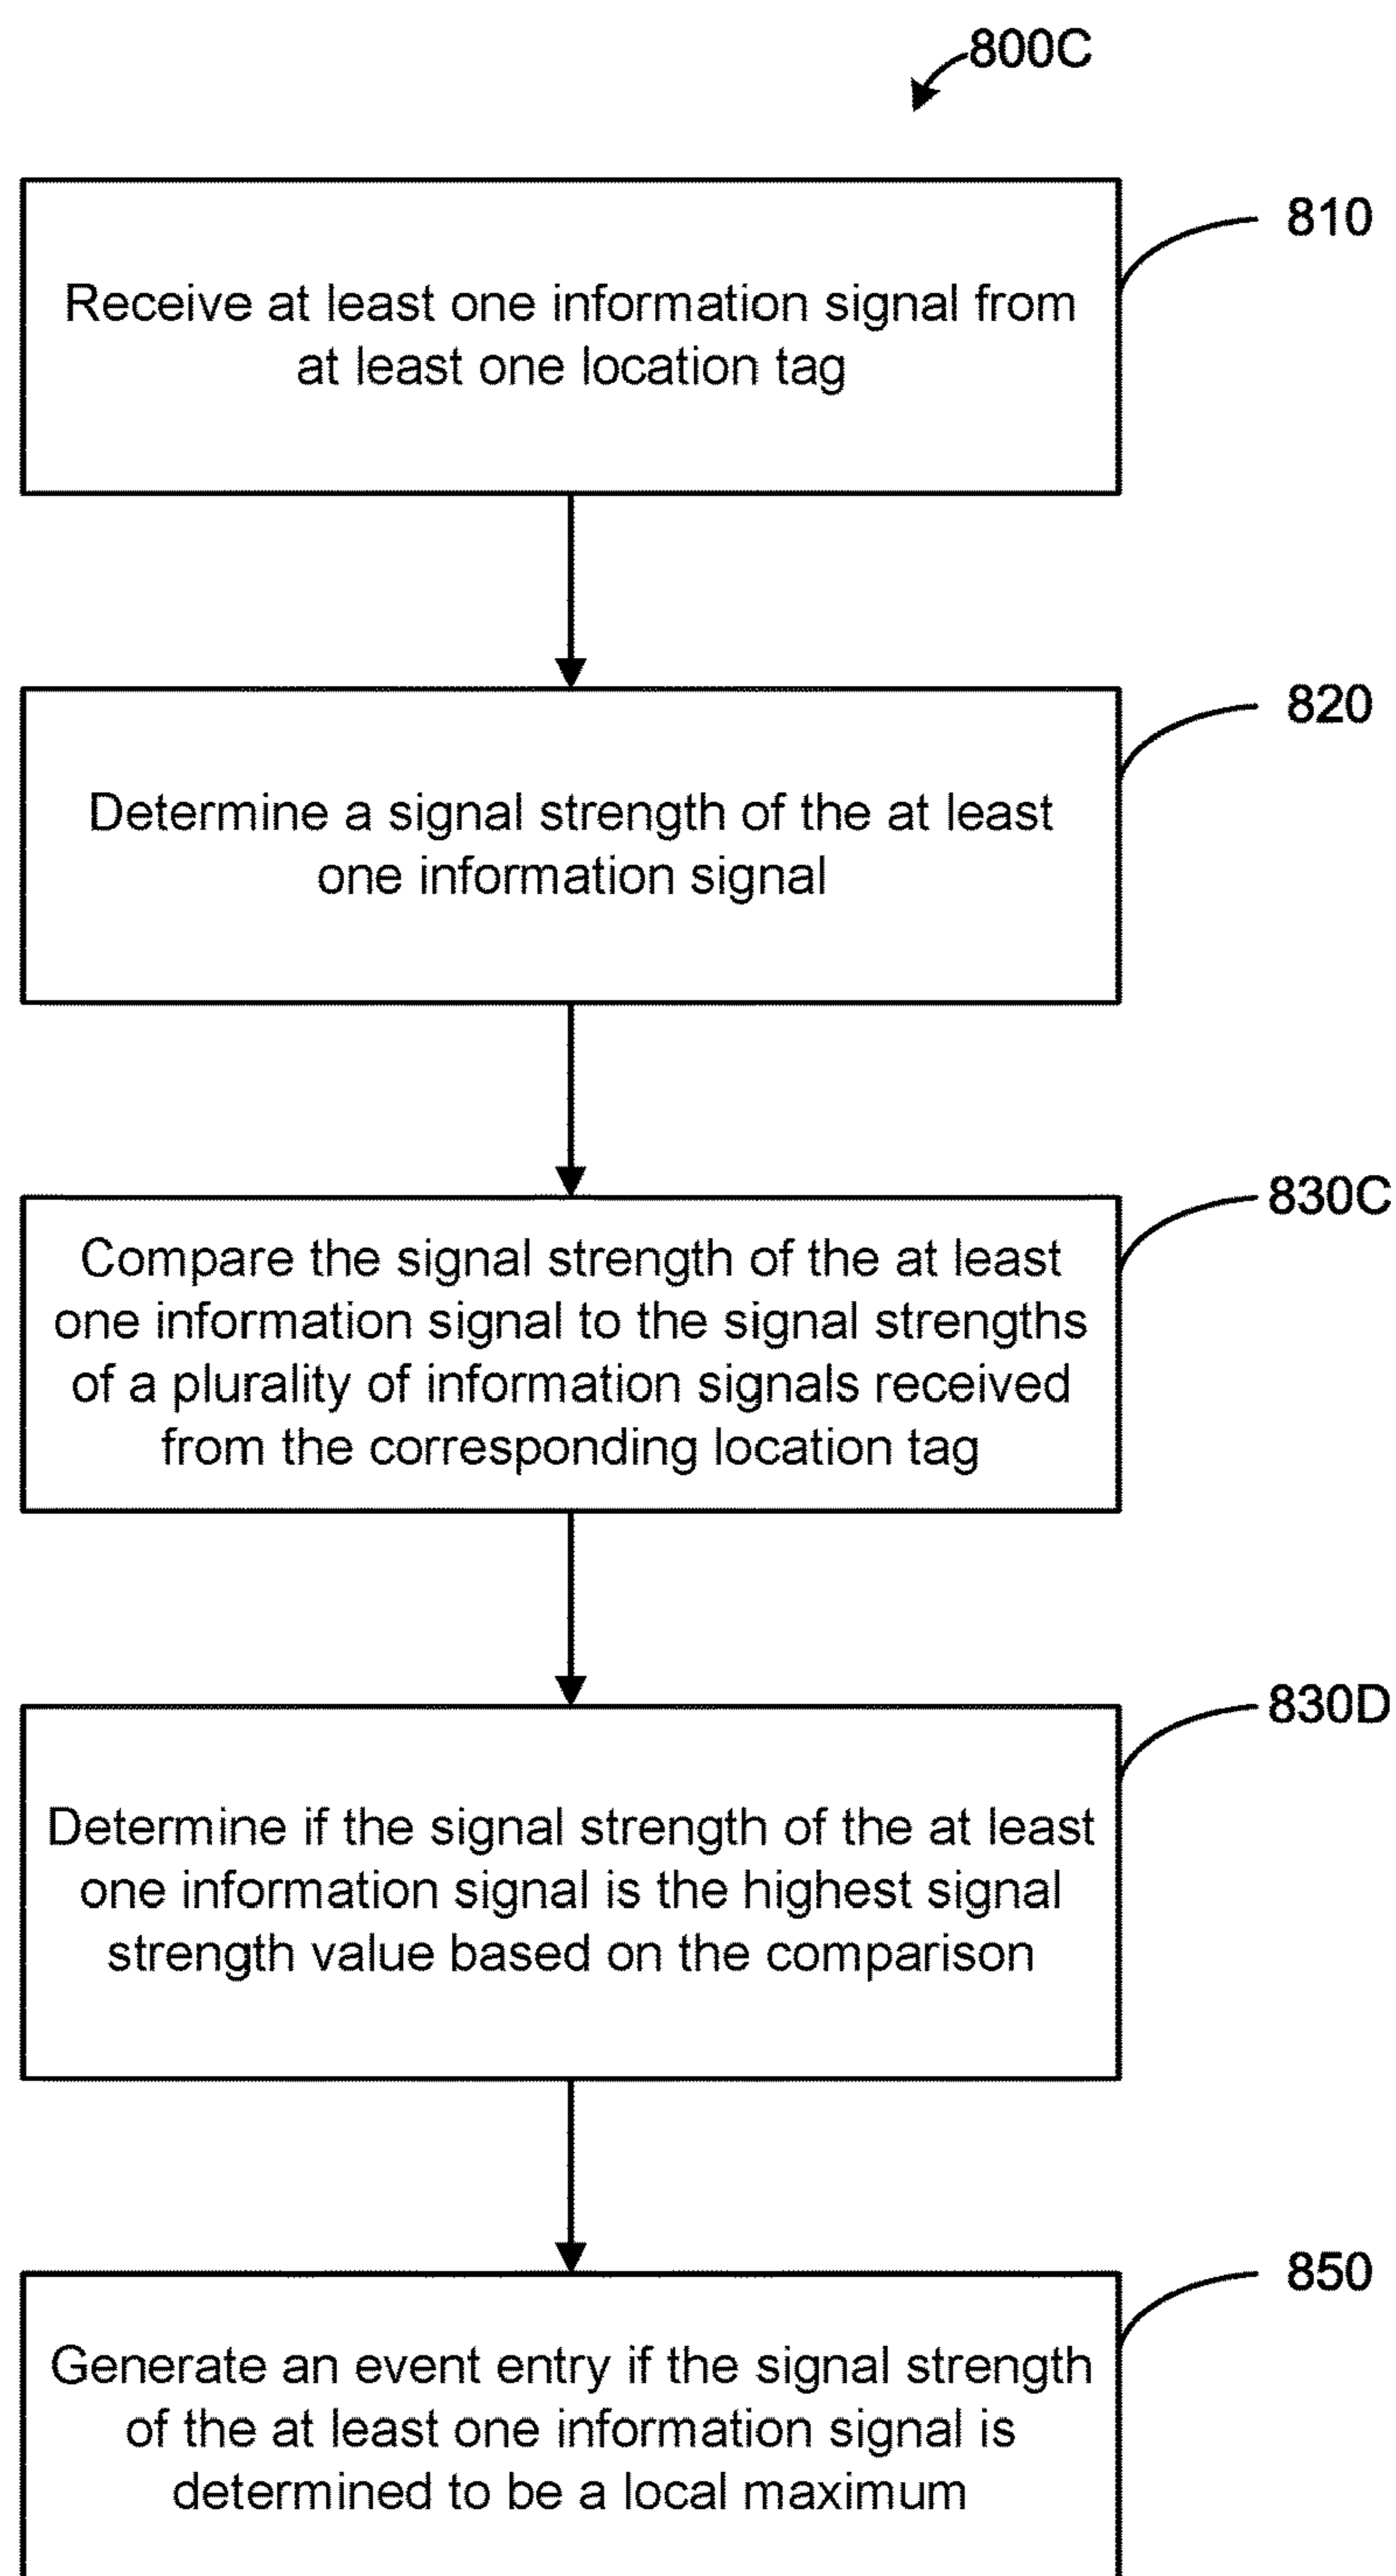 800C
810
Receive at least one information signal from
at least one location tag
820
Determine a signal strength of the at least
one information signal
830C
Compare the signal strength of the at least
one information signal to the signal strengths
of a plurality of information signals received
from the corresponding location tag
830D
Determine if the signal strength of the at least
one information signal is the highest signal
strength value based on the comparison
850
Generate an event entry if the signal strength
of the at least one information signal is
determined to be a local maximum